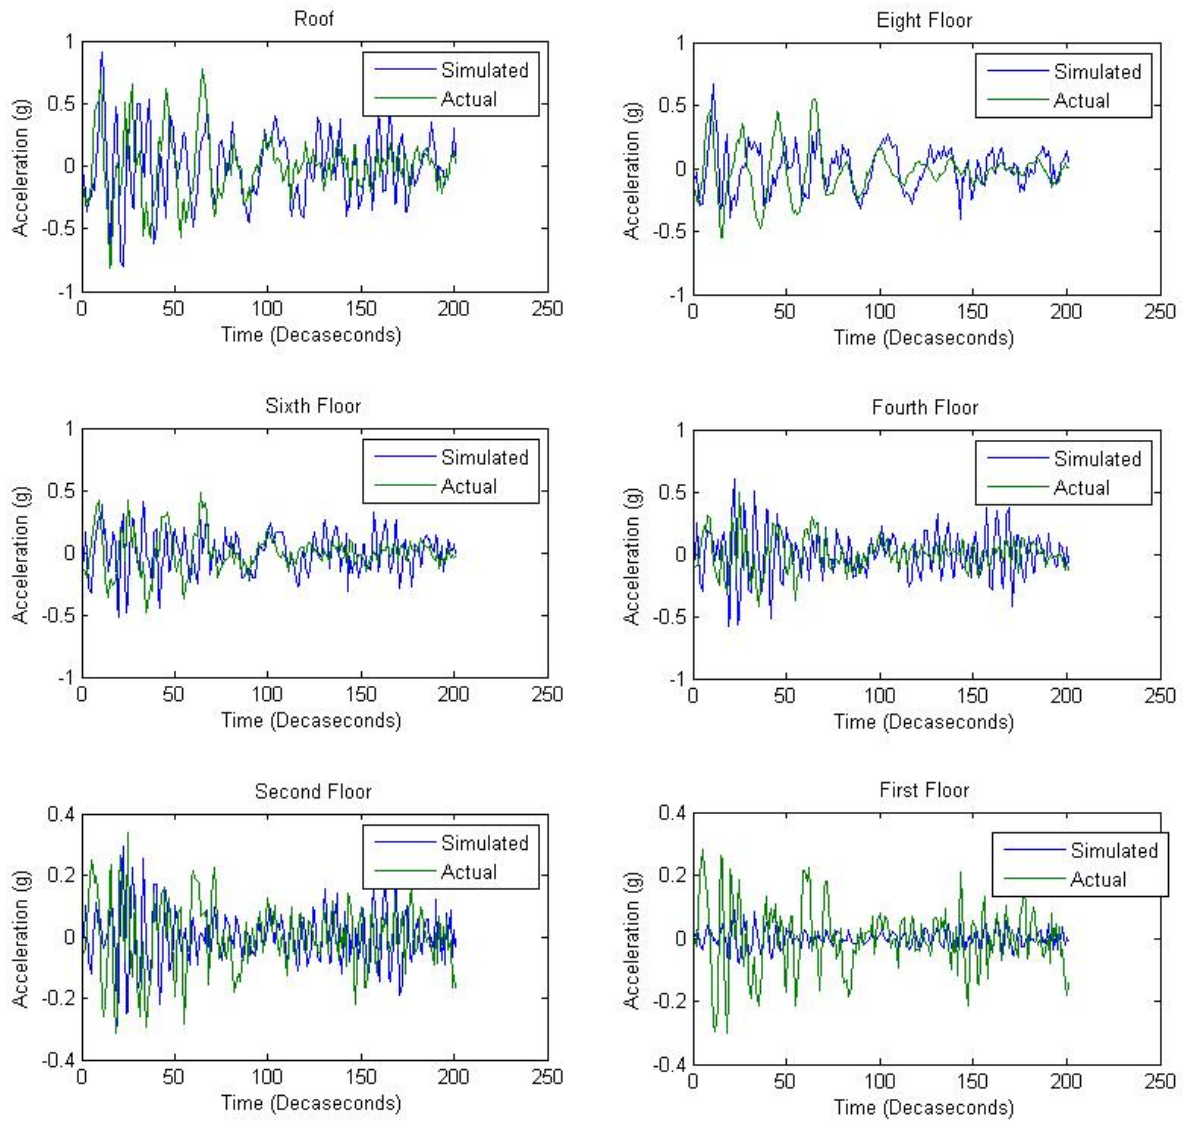 Roof
1
0.5
0
-0.5
-1
Acceleration (g)
Simulated
Actual
0 50 100 150 200 250
Time (Decaseconds)
Eight Floor
1
0.5
0
-0.5
-1
Acceleration (g)
Simulated
Actual
0 50 100 150 200 250
Time (Decaseconds)
Sixth Floor
1
0.5
0
-0.5
-1
Acceleration (g)
Simulated
Actual
0 50 100 150 200 250
Time (Decaseconds)
Fourth Floor
1
0.5
0
-0.5
-1
Acceleration (g)
Simulated
Actual
0 50 100 150 200 250
Time (Decaseconds)
Second Floor
0.4
0.2
0
-0.2
-0.4
Acceleration (g)
Simulated
Actual
0 50 100 150 200 250
Time (Decaseconds)
First Floor
0.4
0.2
0
-0.2
-0.4
Acceleration (g)
Simulated
Actual
0 50 100 150 200 250
Time (Decaseconds)